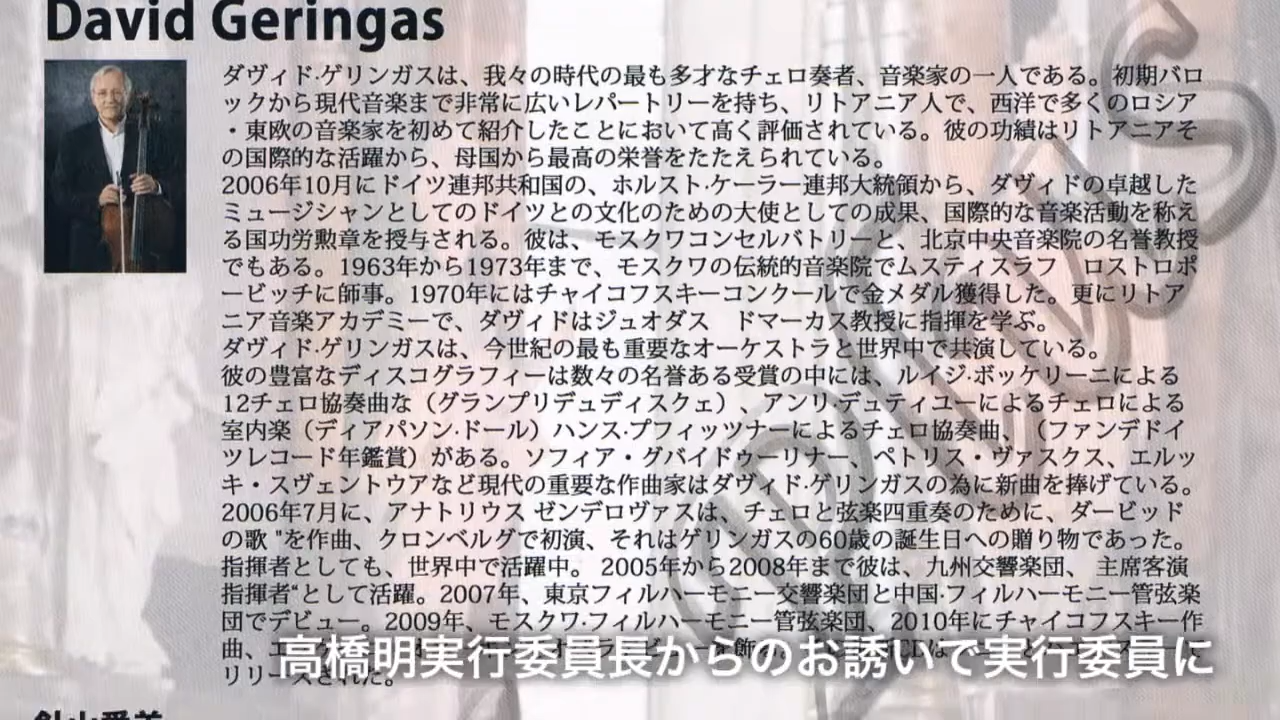 David Geringas
ダヴィド·ゲリンガスは、我々の時代の最も多才なチェロ奏者、音楽家の一人である。初期バロ
ックから現代音楽まで非常に広いレパートリーを持ち、リトアニア人で、西洋で多くのロシア
・東欧の音楽家を初めて紹介したことにおいて高く評価されている。彼の功績はリトアニアそ
の国際的な活躍から、母国から最高の栄誉をたたえられている。
2006年10月にドイツ連邦共和国の、ホルスト·ケーラー連邦大統領から、ダヴィドの卓越した
ミュージシャンとしてのドイツとの文化のための大使としての成果、国際的な音楽活動を称え
る国功労勲章を授与される。彼は、モスクワコンセルバトリーと、北京中央音楽院の名誉教授
でもある。1963年から1973年まで、モスクワの伝統的音楽院でムスティスラフ　ロストロポ
ービッチに師事。1970年にはチャイコフスキーコンクールで金メダル獲得した。更にリトア
ニア音楽アカデミーで、ダヴィドはジュオダス　ドマーカス教授に指揮を学ぶ。
ダヴィド·ゲリンガスは、今世紀の最も重要なオーケストラと世界中で共演している。
彼の豊富なディスコグラフィーは数々の名誉ある受賞の中には、ルイジ·ボッケリーニによる
12チェロ協奏曲な（グランプリデュディスクェ）、アンリ·デュティユーによるチェロによる
室内楽（ディアパソン·ドール）ハンス·プフィッツナーによるチェロ協奏曲、（ファンデドイ
ツレコード年鑑賞）がある。ソフィア・グバイドゥーリナー、ペトリス・ヴァスクス、エルッ
キ・スヴェントウアなど現代の重要な作曲家はダヴィド·ゲリンガスの為に新曲を捧げている。
2006年7月に、アナトリウス ゼンデロヴァスは、チェロと弦楽四重奏のために、ダービッド
の歌 "を作曲、クロンベルグで初演、それはゲリンガスの60歳の誕生日への贈り物であった。
指揮者としても、世界中で活躍中。 2005年から2008年まで彼は、九州交響楽団、 主席客演
指揮者“として活躍。2007年、東京フィルハーモニー交響楽団と中国·フィルハーモニー管弦楽
団でデビュー。2009年、モスクワ·フィルハーモニー管弦楽団、2010年にチャイコフスキー作
曲、エ
リリースされた。
高橋明実行委員長からのお誘いで実行委員に